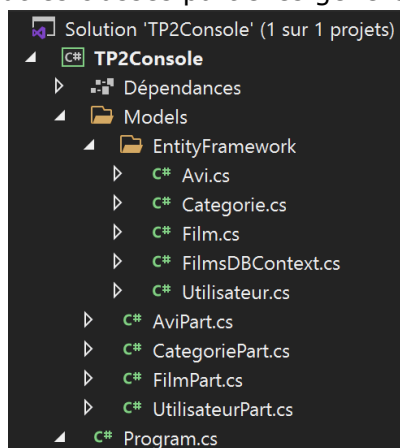 Solution 'TP2Console' (1 sur 1 projets)
C# TP2Console
Dépendances
Models
EntityFramework
C# Avi.cs
C# Categorie.cs
C# Film.cs
C# FilmsDBContext.cs
C# Utilisateur.cs
C# AviPart.cs
C# CategoriePart.cs
C# FilmPart.cs
C# UtilisateurPart.cs
C# Program.cs